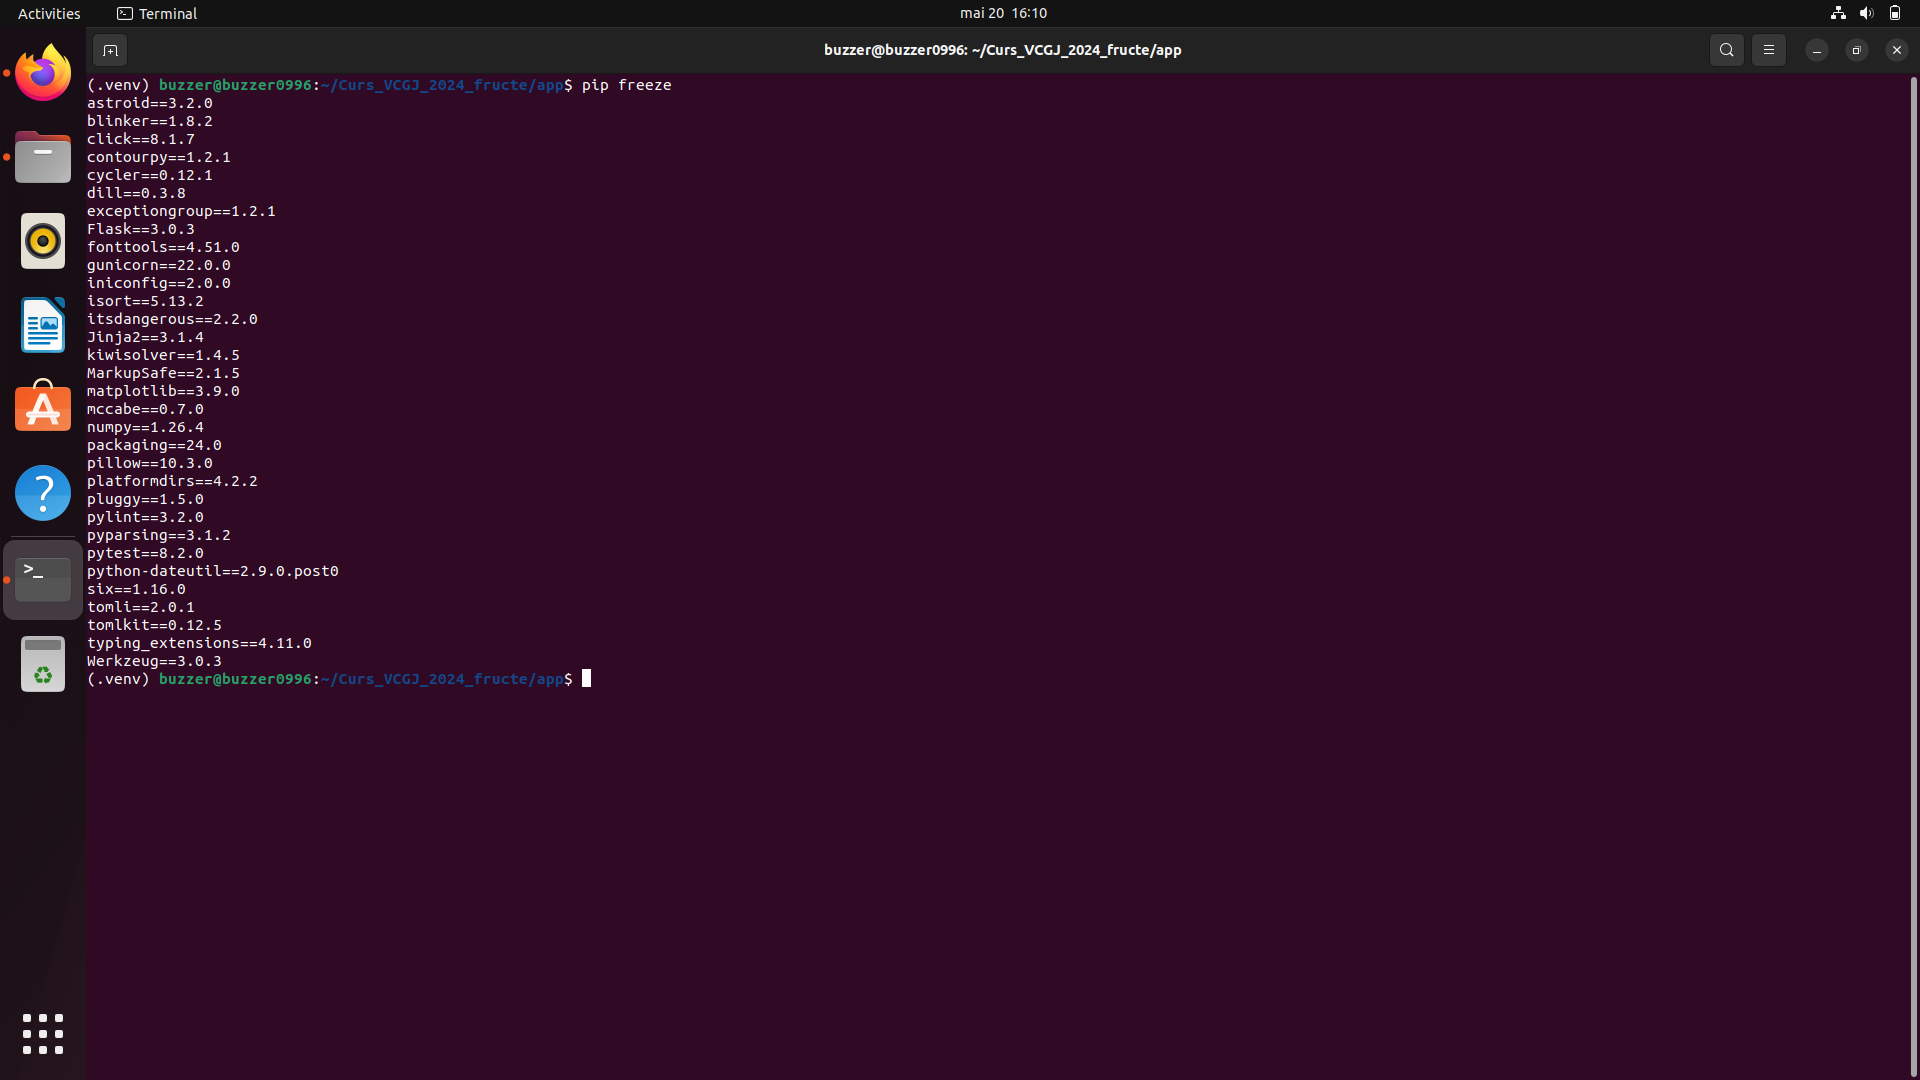 Activities
Terminal
mai 20 16:10
buzzer@buzzer0996: ~/Curs_VCGJ_2024_fructe/app
(.venv) buzzer@buzzer0996:~/Curs_VCGJ_2024_fructe/app$ pip freeze
astroid==3.2.0
blinker==1.8.2
click==8.1.7
contourpy==1.2.1
cycler==0.12.1
dill==0.3.8
exceptiongroup==1.2.1
Flask==3.0.3
fonttools==4.51.0
gunicorn==22.0.0
iniconfig==2.0.0
isort==5.13.2
itsdangerous==2.2.0
Jinja2==3.1.4
kiwisolver==1.4.5
MarkupSafe==2.1.5
matplotlib==3.9.0
mccabe==0.7.0
numpy==1.26.4
packaging==24.0
pillow==10.3.0
platformdirs==4.2.2
pluggy==1.5.0
pylint==3.2.0
pyparsing==3.1.2
pytest==8.2.0
python-dateutil==2.9.0.post0
six==1.16.0
tomli==2.0.1
tomlkit==0.12.5
typing_extensions==4.11.0
Werkzeug==3.0.3
(.venv) buzzer@buzzer0996:~/Curs_VCGJ_2024_fructe/app$